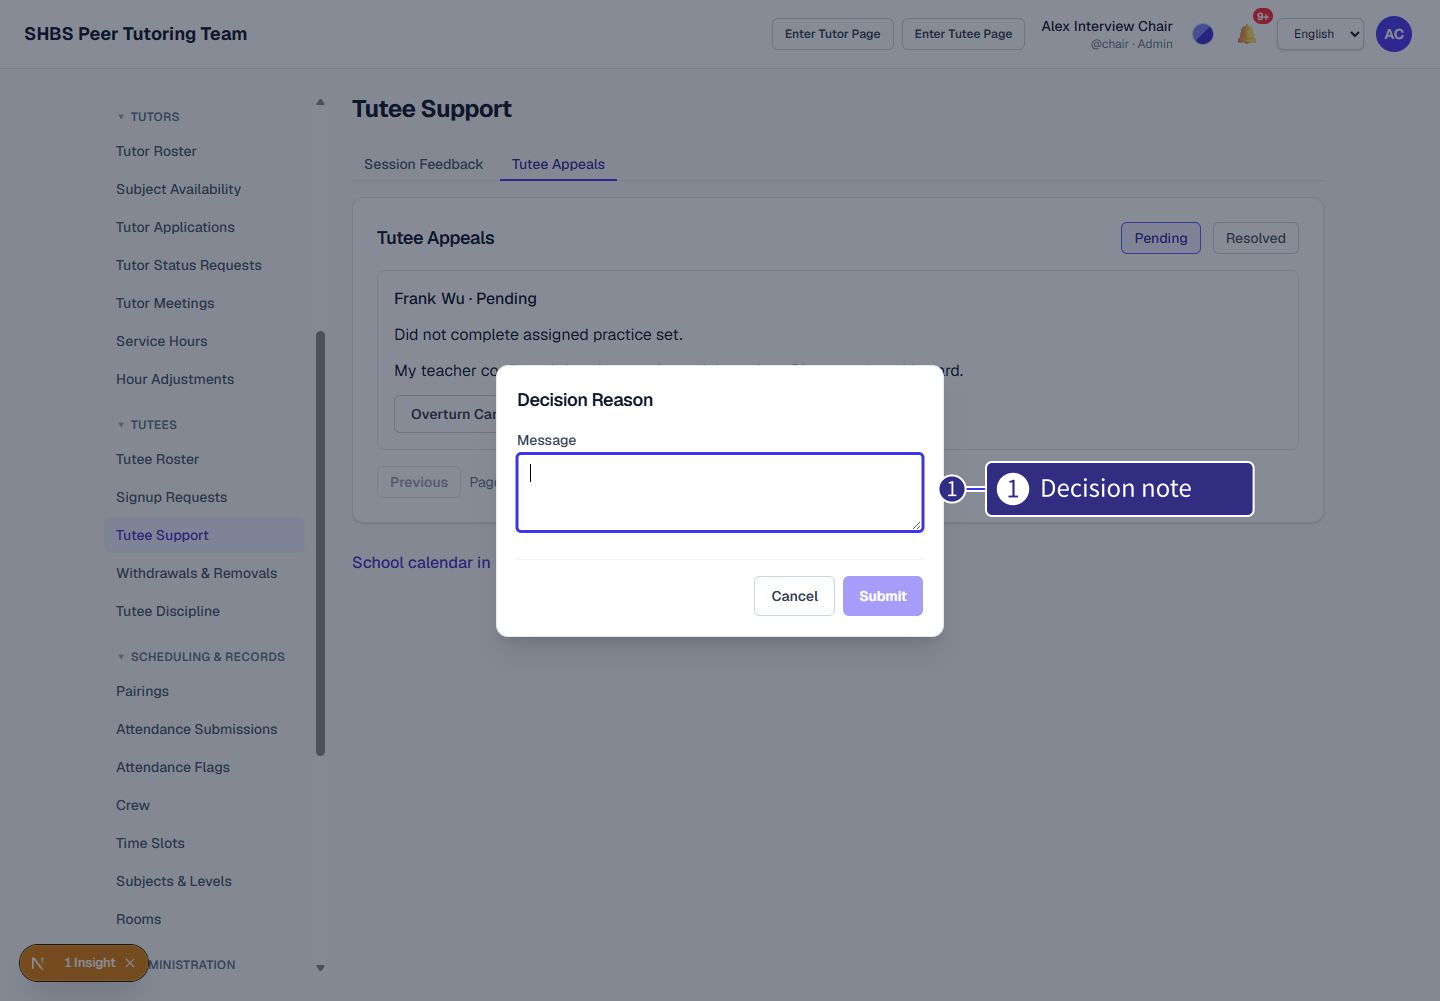 SHBS Peer Tutoring Team
Enter Tutor Page
Enter Tutee Page
Alex Interview Chair
@chair · Admin
9+
English
AC
TUTORS
Tutor Roster
Subject Availability
Tutor Applications
Tutor Status Requests
Tutor Meetings
Service Hours
Hour Adjustments
TUTEES
Tutee Roster
Signup Requests
Tutee Support
Withdrawals & Removals
Tutee Discipline
SCHEDULING & RECORDS
Pairings
Attendance Submissions
Attendance Flags
Crew
Time Slots
Subjects & Levels
Rooms
MINISTRATION
N 1 Insight ×
Tutee Support
Session Feedback
Tutee Appeals
Tutee Appeals
Pending
Resolved
Frank Wu · Pending
Did not complete assigned practice set.
My teacher
Overturn
Previous
School calendar in
Decision Reason
Message
Cancel
Submit
1
1 Decision note